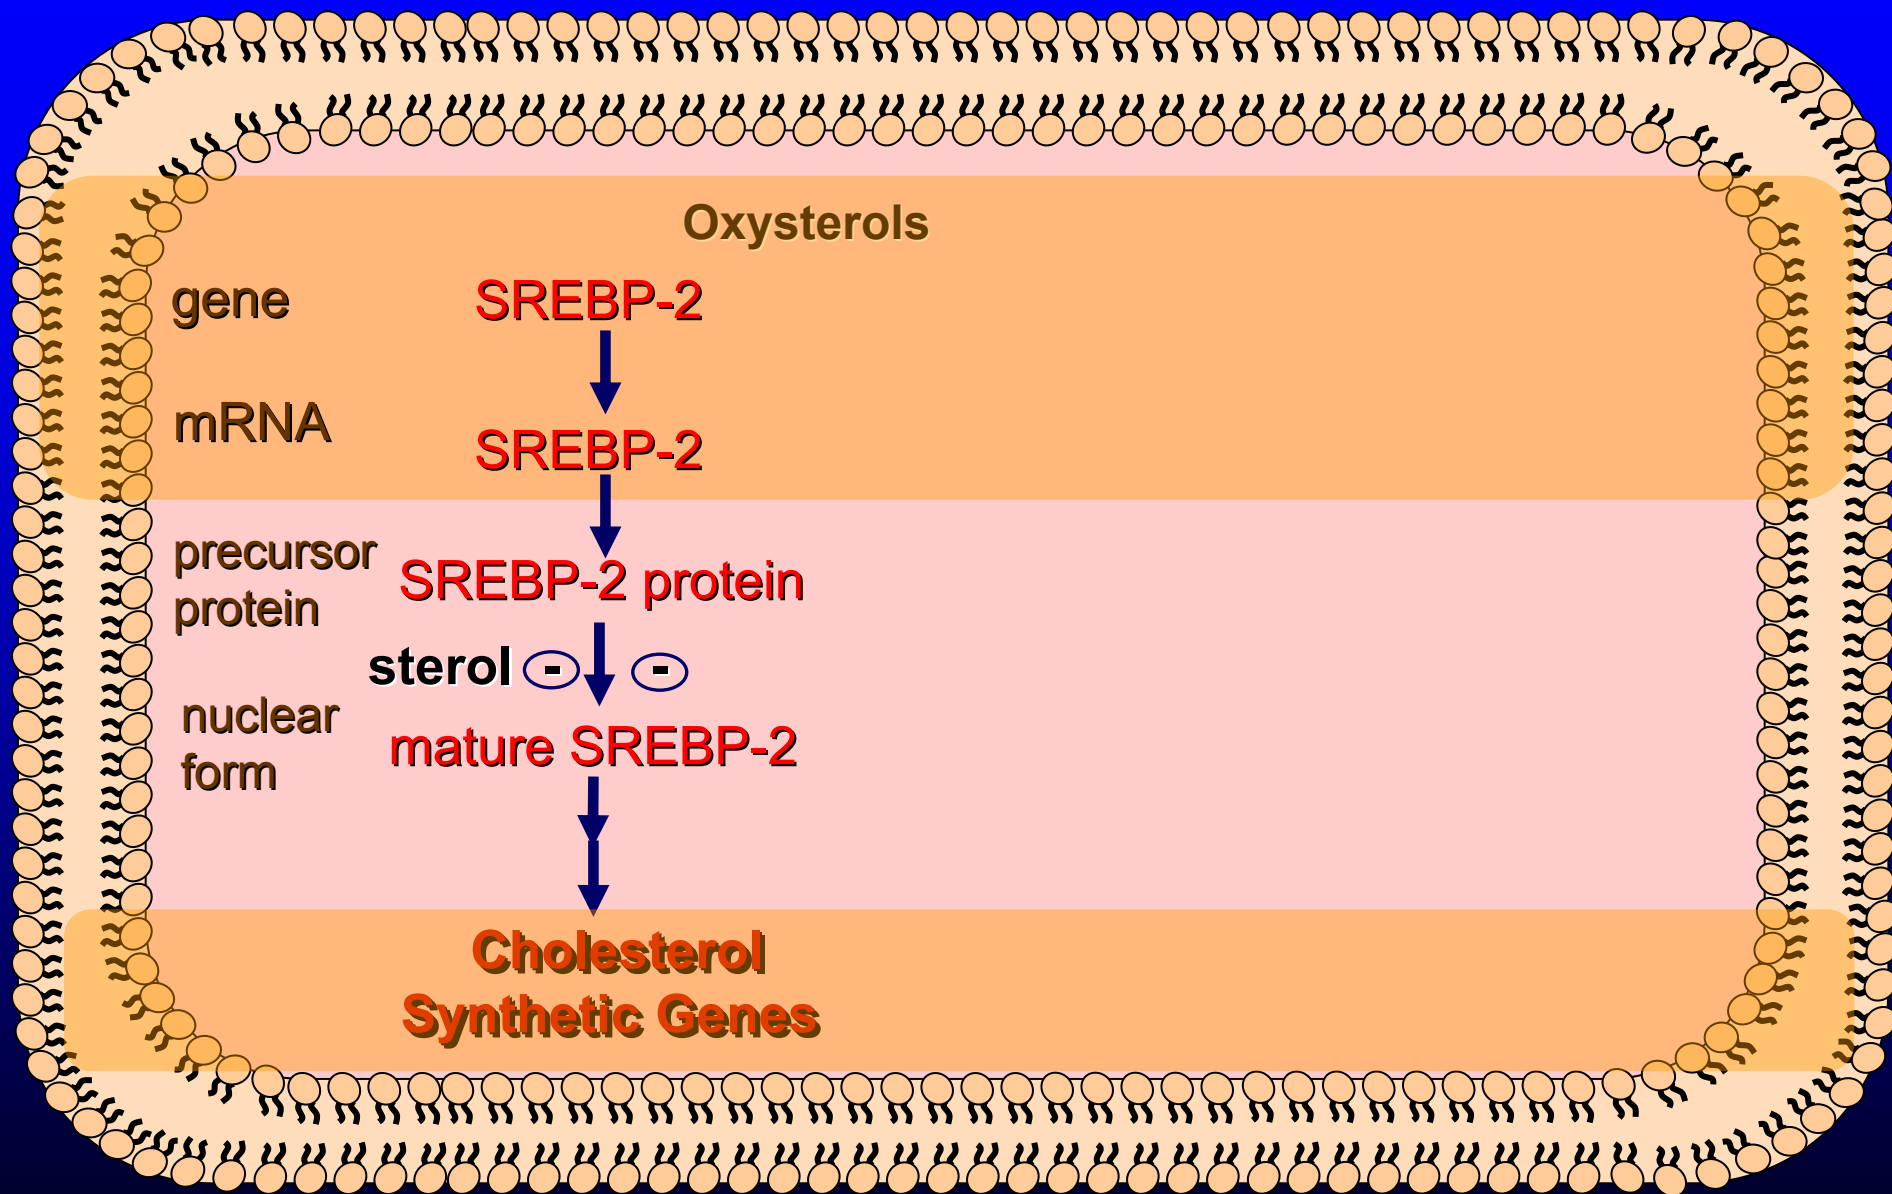 Oxysterols
gene SREBP-2
mRNA
SREBP-2
precursor
protein
SREBP-2 protein
sterol - -
nuclear
form
mature SREBP-2
Cholesterol
Synthetic Genes